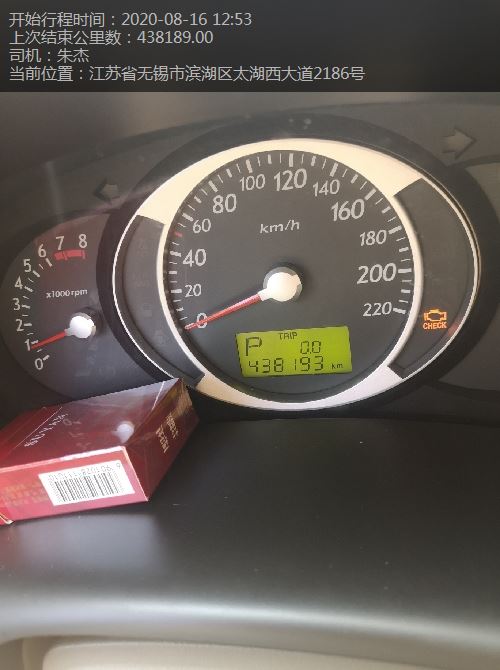 开始行程时间：2020-08-16 12:53
上次结束公里数：438189.00
司机：朱杰
当前位置：江苏省无锡市滨湖区太湖西大道2186号
0
20
40
60
80
100
120
140
160
180
200
220
km/h
0
1
2
3
4
5
6
7
8
x1000 rpm
P
TRIP
0.0
438193 km
CHECK